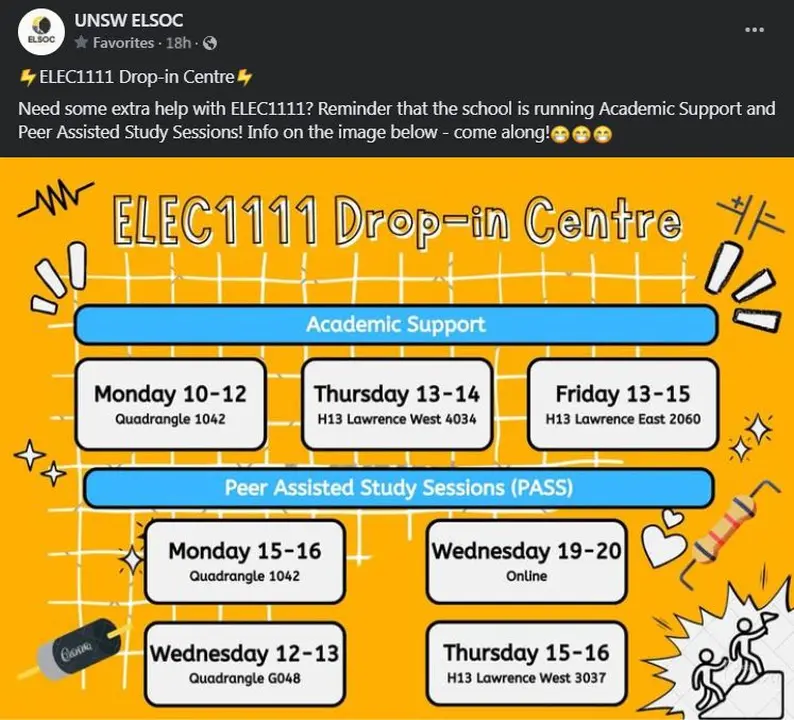 UNSW ELSOC
ELSOC
Favorites · 18h ·
⚡ELEC1111 Drop-in Centre⚡
Need some extra help with ELEC1111? Reminder that the school is running Academic Support and
Peer Assisted Study Sessions! Info on the image below - come along!😁😁😁
ELEC1111 Drop-in Centre
Academic Support
Monday 10-12
Quadrangle 1042
Thursday 13-14
H13 Lawrence West 4034
Friday 13-15
H13 Lawrence East 2060
Peer Assisted Study Sessions (PASS)
Monday 15-16
Quadrangle 1042
Wednesday 19-20
Online
Wednesday 12-13
Quadrangle G048
Thursday 15-16
H13 Lawrence West 3037
Canva